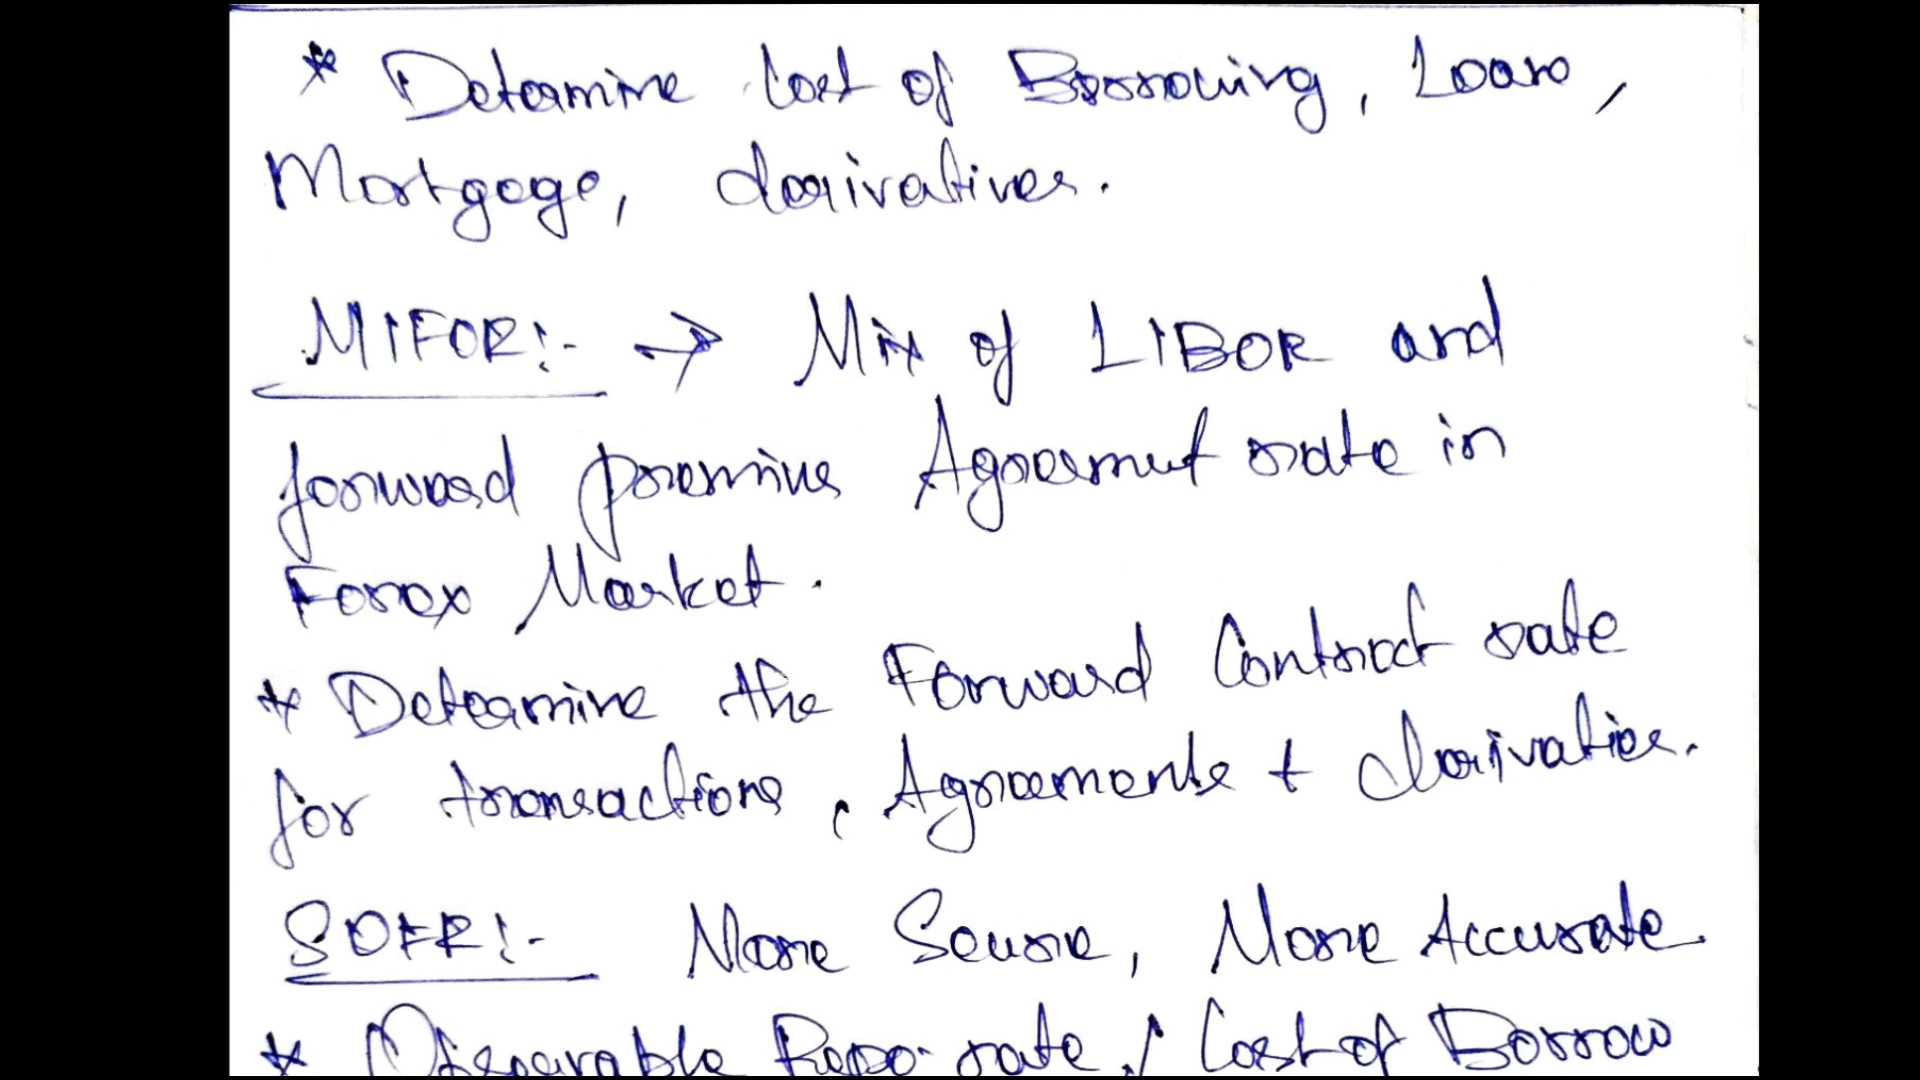 * Determine Cost of Borrowing, Loan,
Mortgage, derivatives.
MIFOR:- → Mix of LIBOR and
forward premium Agreement rate in
Forex Market.
* Determine the Forward Contract rate
for transactions, Agreements + derivatives.
SOFR:- More Secure, More Accurate.
* Observable Repo rate / Cost of Borrow